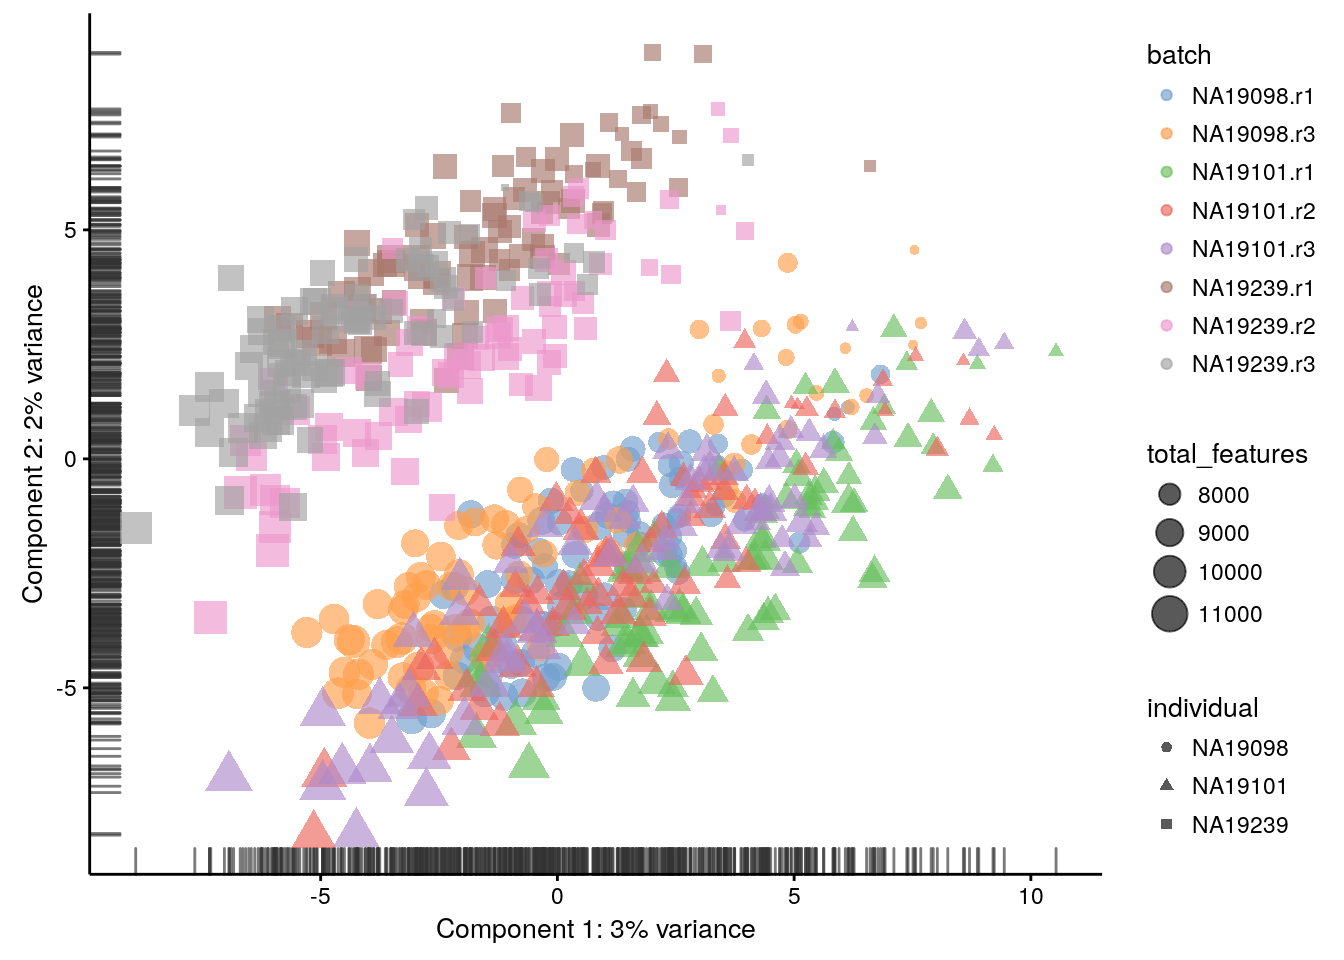 batch
NA19098.r1
NA19098.r3
NA19101.r1
NA19101.r2
NA19101.r3
NA19239.r1
NA19239.r2
NA19239.r3
total_features
8000
9000
10000
11000
individual
NA19098
NA19101
NA19239
Component 2: 2% variance
5
0
-5
-5
0
5
10
Component 1: 3% variance